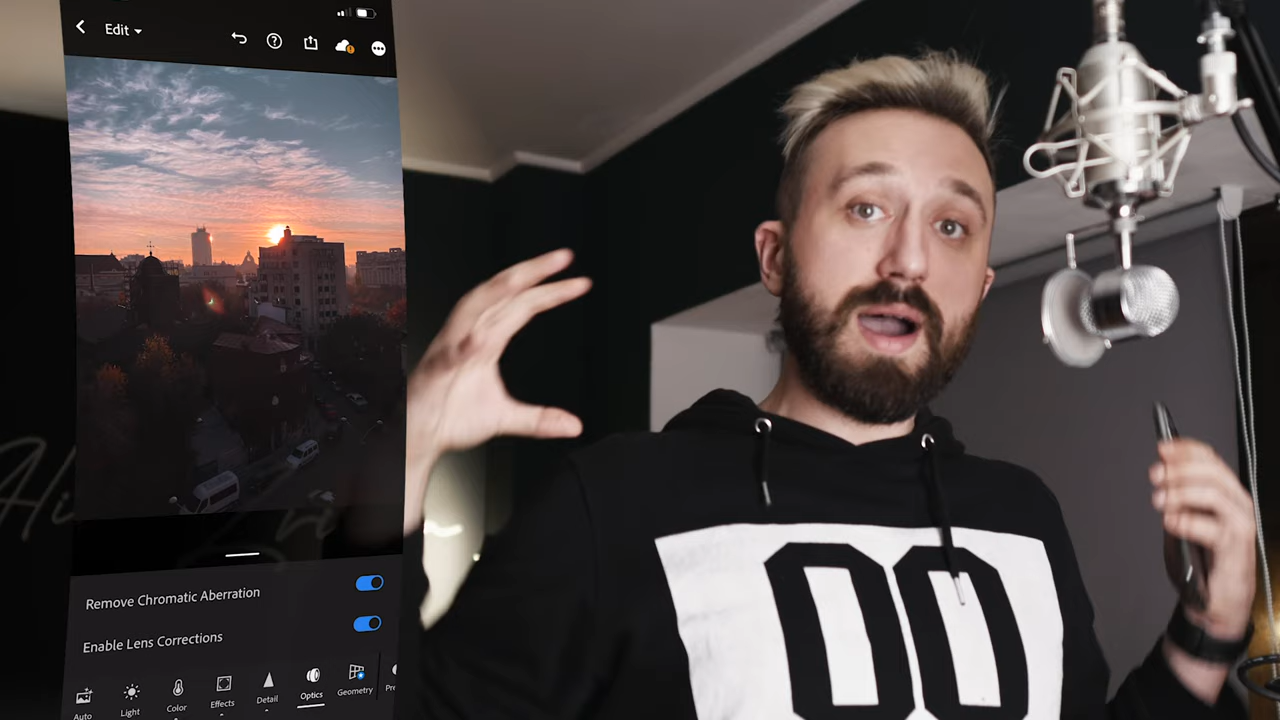 Edit
Remove Chromatic Aberration
Enable Lens Corrections
Auto
Light
Color
Effects
Detail
Optics
Geometry
00